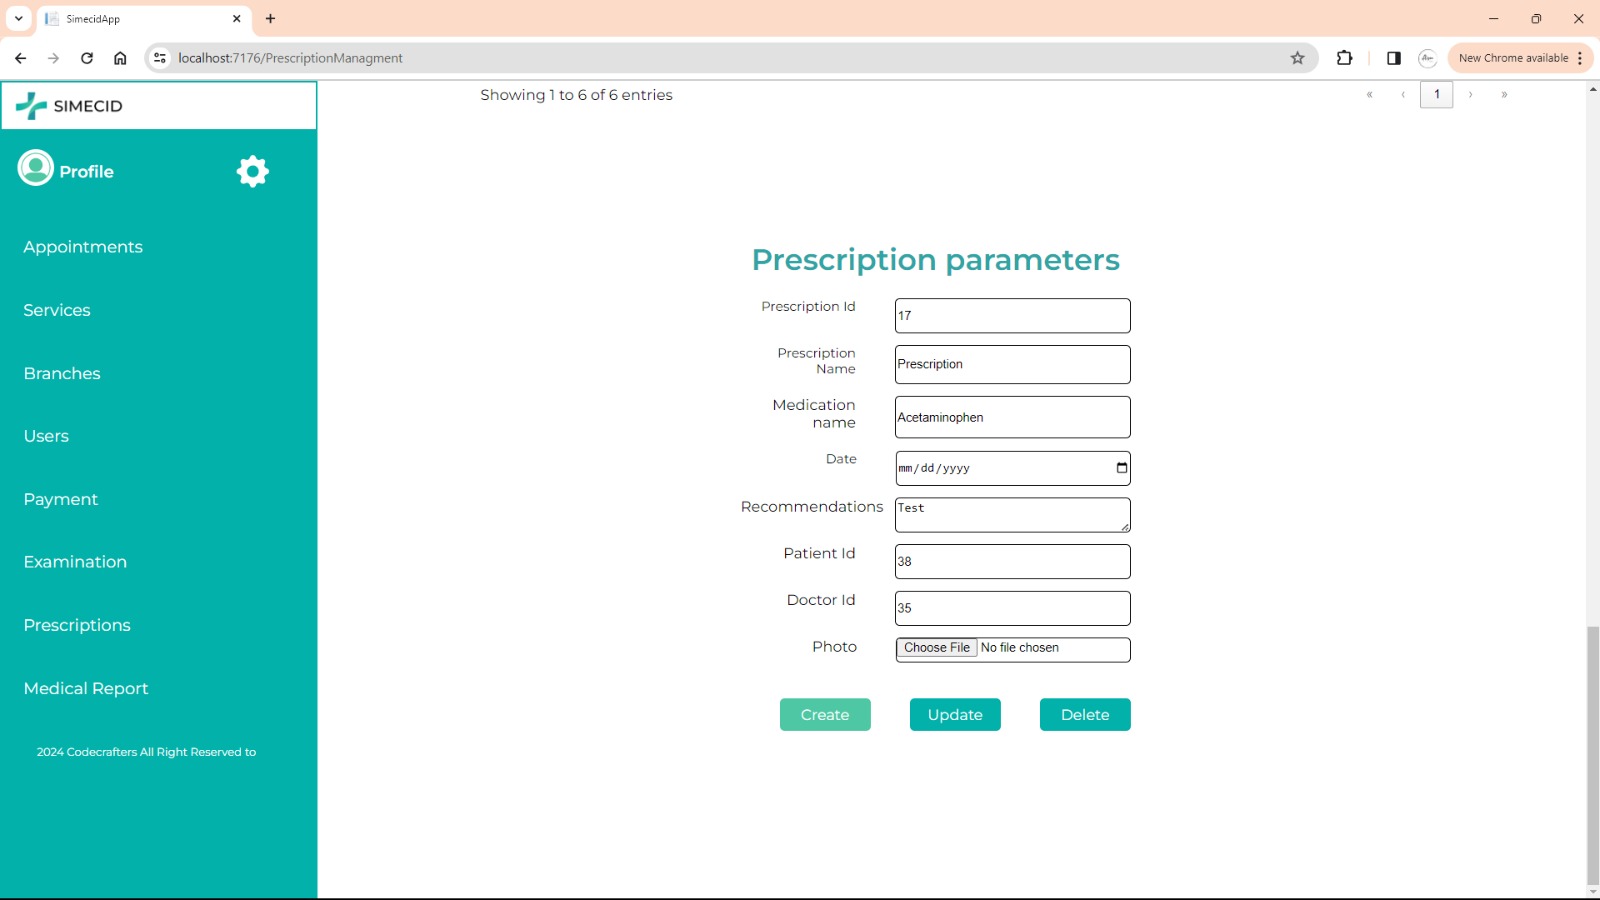 SimecidApp
localhost:7176/PrescriptionManagment
New Chrome available
SIMECID
Profile
Appointments
Services
Branches
Users
Payment
Examination
Prescriptions
Medical Report
2024 Codecrafters All Right Reserved to
Showing 1 to 6 of 6 entries
« ‹ 1 › »
Prescription parameters
Prescription Id
17
Prescription
Name
Prescription
Medication
name
Acetaminophen
Date
mm/dd/yyyy
Recommendations
Test
Patient Id
38
Doctor Id
35
Photo
Choose File No file chosen
Create
Update
Delete